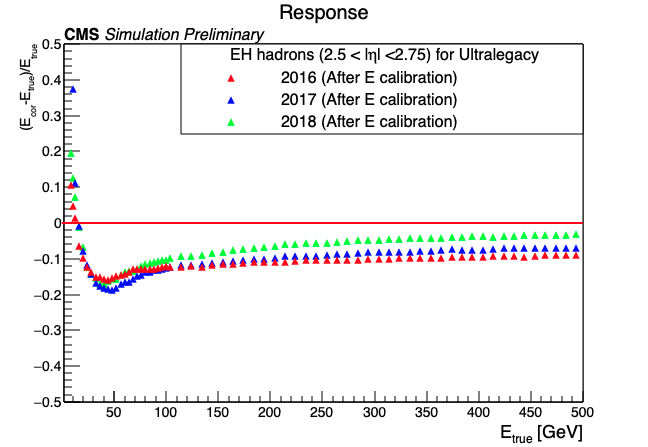 Response
CMS Simulation Preliminary
(E_cor-E_true)/E_true
EH hadrons (2.5 < |η| <2.75) for Ultralegacy
2016 (After E calibration)
2017 (After E calibration)
2018 (After E calibration)
0.5
0.4
0.3
0.2
0.1
0
−0.1
−0.2
−0.3
−0.4
−0.5
50 100 150 200 250 300 350 400 450 500
E_true [GeV]